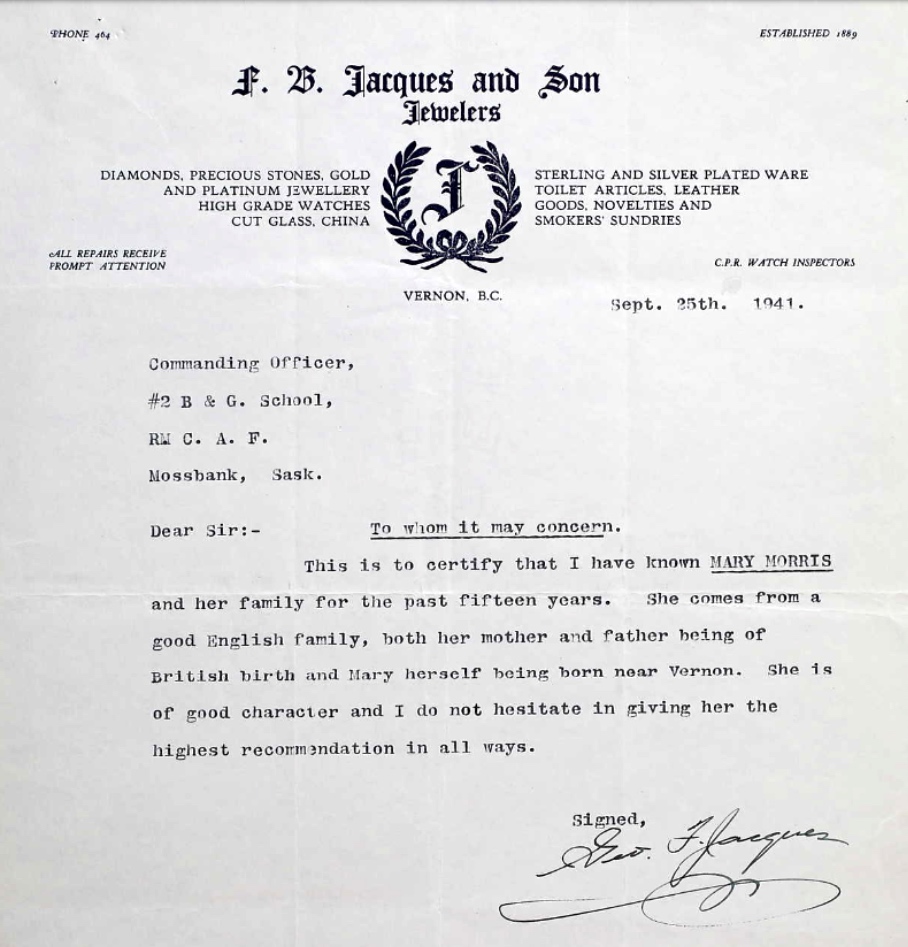 PHONE 464
ESTABLISHED 1889
F. B. Jacques and Son
Jewelers
DIAMONDS, PRECIOUS STONES, GOLD
AND PLATINUM JEWELLERY
HIGH GRADE WATCHES
CUT GLASS, CHINA
J
STERLING AND SILVER PLATED WARE
TOILET ARTICLES, LEATHER
GOODS, NOVELTIES AND
SMOKERS' SUNDRIES
ALL REPAIRS RECEIVE
PROMPT ATTENTION
C.P.R. WATCH INSPECTORS
VERNON, B.C.
Sept. 25th. 1941.
Commanding Officer,
#2 B & G. School,
RM C. A. F.
Mossbank, Sask.
Dear Sir:- To whom it may concern.
This is to certify that I have known MARY MORRIS
and her family for the past fifteen years. She comes from a
good English family, both her mother and father being of
British birth and Mary herself being born near Vernon. She is
of good character and I do not hesitate in giving her the
highest recommendation in all ways.
Signed,
Geo. F. Jacques